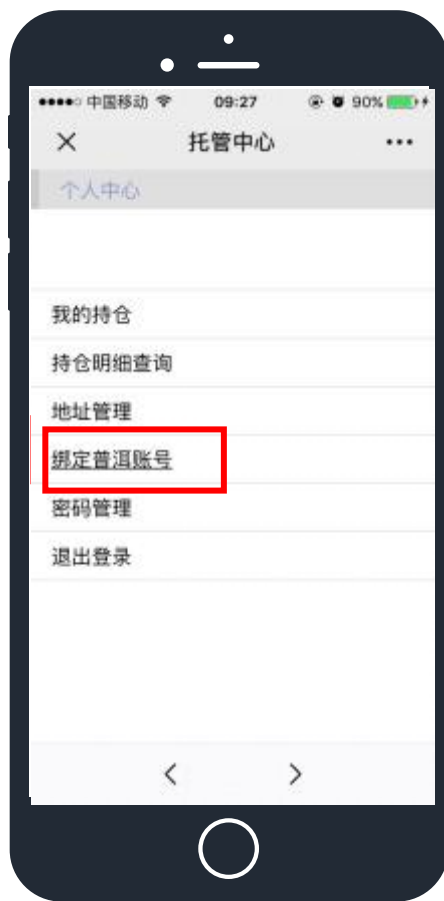 中国移动 09:27 90%
托管中心
个人中心
我的持仓
持仓明细查询
地址管理
绑定普洱账号
密码管理
退出登录